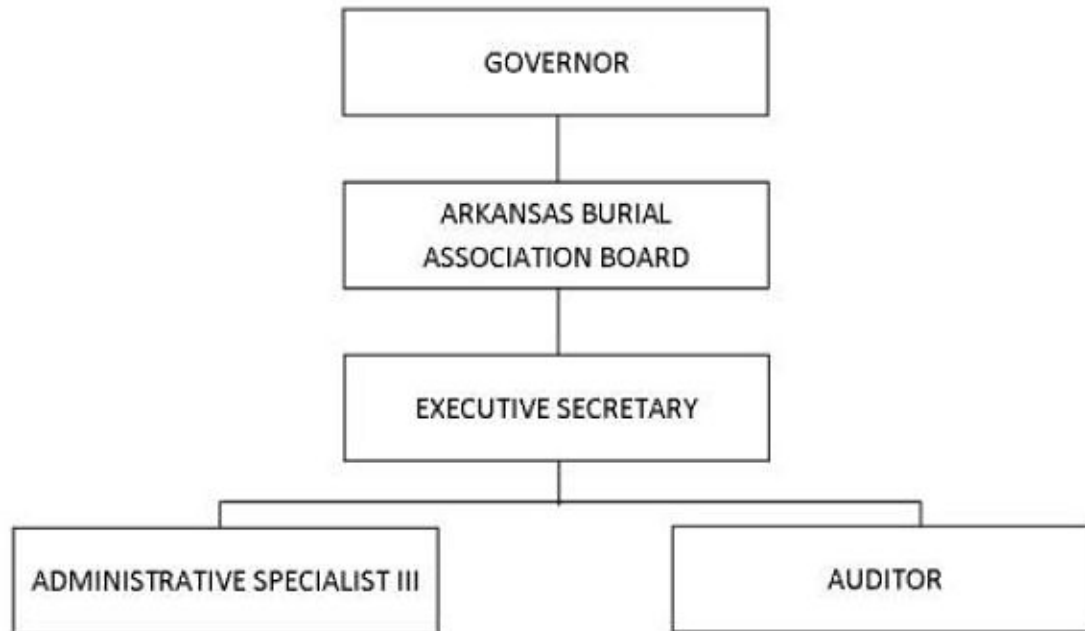 GOVERNOR
ARKANSAS BURIAL
ASSOCIATION BOARD
EXECUTIVE SECRETARY
ADMINISTRATIVE SPECIALIST III
AUDITOR